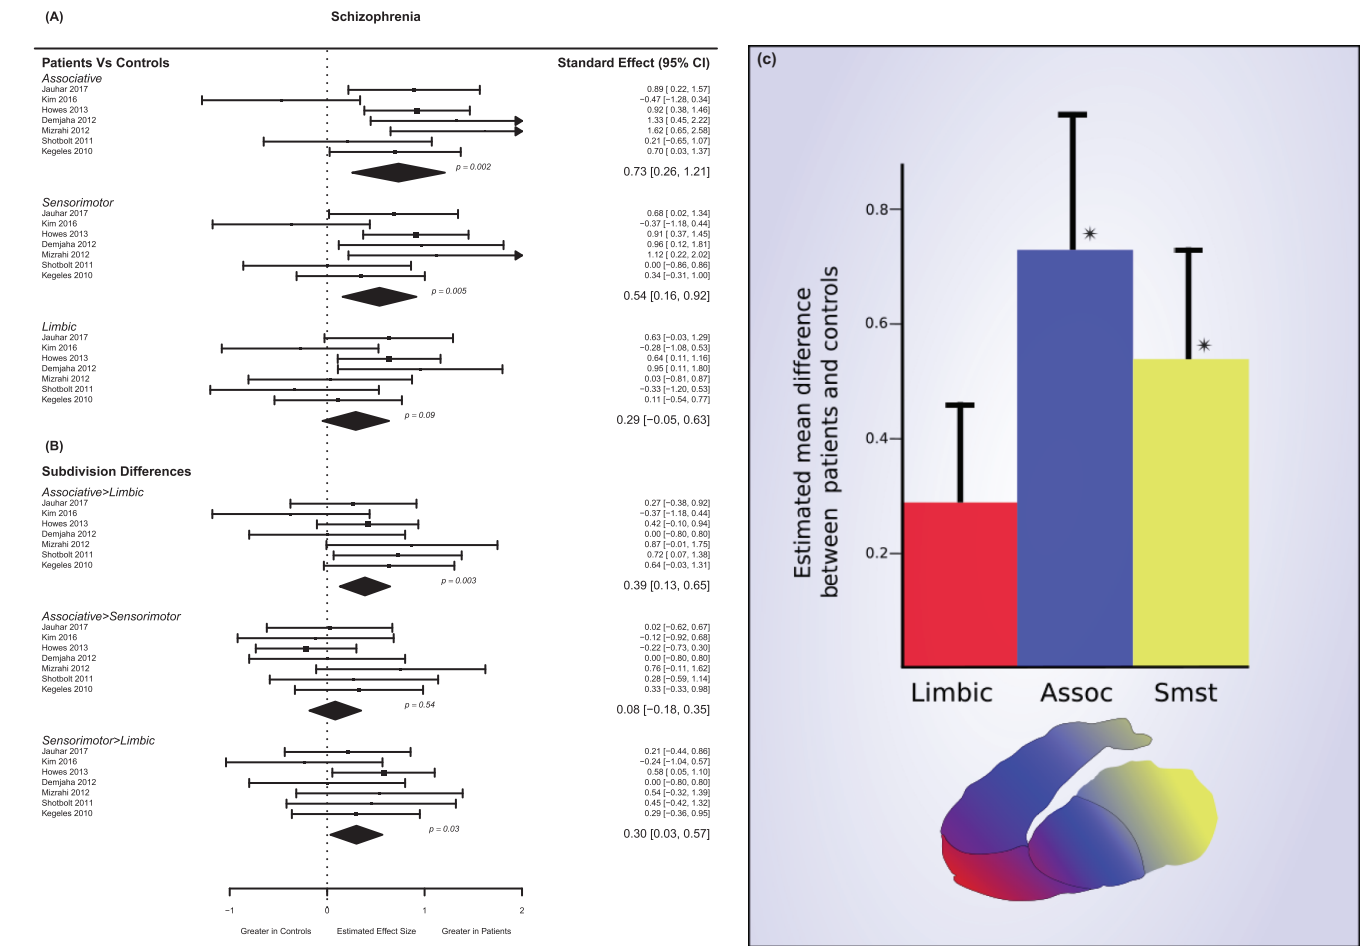 (A)
Schizophrenia
Patients Vs Controls Standard Effect (95% CI)
Associative
Jauhar 2017 0.89 [ 0.22, 1.57]
Kim 2016 −0.47 [−1.28, 0.34]
Howes 2013 0.92 [ 0.38, 1.46]
Demjaha 2012 1.33 [ 0.45, 2.22]
Mizrahi 2012 1.62 [ 0.65, 2.58]
Shotbolt 2011 0.21 [−0.65, 1.07]
Kegeles 2010 0.70 [ 0.03, 1.37]
p = 0.002
0.73 [0.26, 1.21]
Sensorimotor
Jauhar 2017 0.68 [ 0.02, 1.34]
Kim 2016 −0.37 [−1.18, 0.44]
Howes 2013 0.91 [ 0.37, 1.45]
Demjaha 2012 0.96 [ 0.12, 1.81]
Mizrahi 2012 1.12 [ 0.22, 2.02]
Shotbolt 2011 0.00 [−0.86, 0.86]
Kegeles 2010 0.34 [−0.31, 1.00]
p = 0.005
0.54 [0.16, 0.92]
Limbic
Jauhar 2017 0.63 [−0.03, 1.29]
Kim 2016 −0.28 [−1.08, 0.53]
Howes 2013 0.64 [ 0.11, 1.16]
Demjaha 2012 0.95 [ 0.11, 1.80]
Mizrahi 2012 0.03 [−0.81, 0.87]
Shotbolt 2011 −0.33 [−1.20, 0.53]
Kegeles 2010 0.11 [−0.54, 0.77]
p = 0.09
0.29 [−0.05, 0.63]
(B)
Subdivision Differences
Associative>Limbic
Jauhar 2017 0.27 [−0.38, 0.92]
Kim 2016 −0.37 [−1.18, 0.44]
Howes 2013 0.42 [−0.10, 0.94]
Demjaha 2012 0.00 [−0.80, 0.80]
Mizrahi 2012 0.87 [−0.01, 1.75]
Shotbolt 2011 0.72 [ 0.07, 1.38]
Kegeles 2010 0.64 [−0.03, 1.31]
p = 0.003
0.39 [0.13, 0.65]
Associative>Sensorimotor
Jauhar 2017 0.02 [−0.62, 0.67]
Kim 2016 −0.12 [−0.92, 0.68]
Howes 2013 −0.22 [−0.73, 0.30]
Demjaha 2012 0.00 [−0.80, 0.80]
Mizrahi 2012 0.76 [−0.11, 1.62]
Shotbolt 2011 0.28 [−0.59, 1.14]
Kegeles 2010 0.33 [−0.33, 0.98]
p = 0.54
0.08 [−0.18, 0.35]
Sensorimotor>Limbic
Jauhar 2017 0.21 [−0.44, 0.86]
Kim 2016 −0.24 [−1.04, 0.57]
Howes 2013 0.58 [ 0.05, 1.10]
Demjaha 2012 0.00 [−0.80, 0.80]
Mizrahi 2012 0.54 [−0.32, 1.39]
Shotbolt 2011 0.45 [−0.42, 1.32]
Kegeles 2010 0.29 [−0.36, 0.95]
p = 0.03
0.30 [0.03, 0.57]
−1 0 1 2
Greater in Controls Estimated Effect Size Greater in Patients
(c)
Estimated mean difference
between patients and controls
0.8
0.6
0.4
0.2
Limbic Assoc Smst